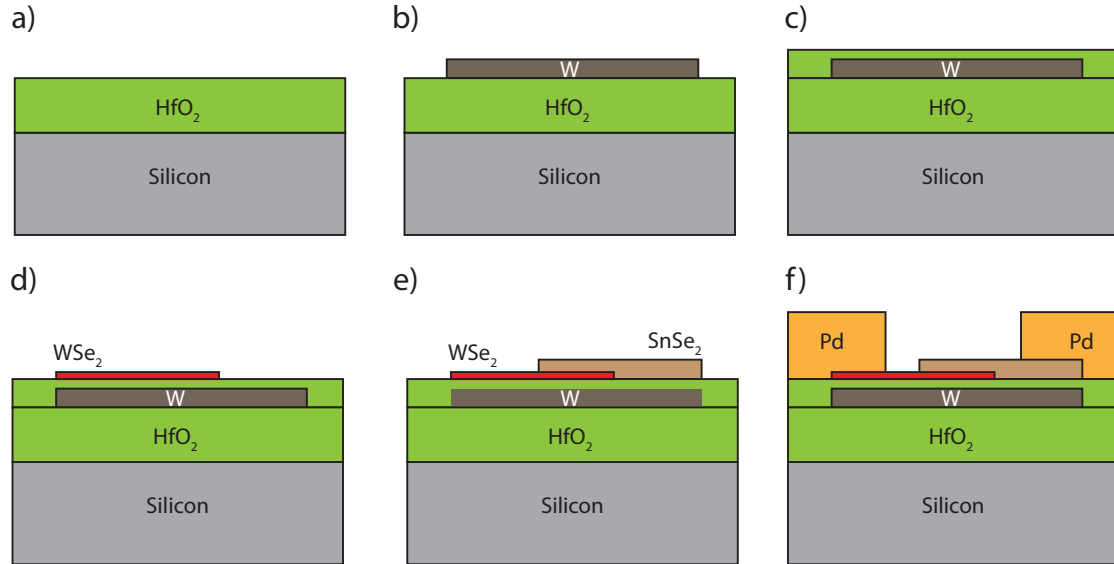 a)
b)
c)
W
W
HfO₂
HfO₂
HfO₂
Silicon
Silicon
Silicon
d)
e)
f)
WSe₂
WSe₂
SnSe₂
Pd
Pd
W
W
W
HfO₂
HfO₂
HfO₂
Silicon
Silicon
Silicon